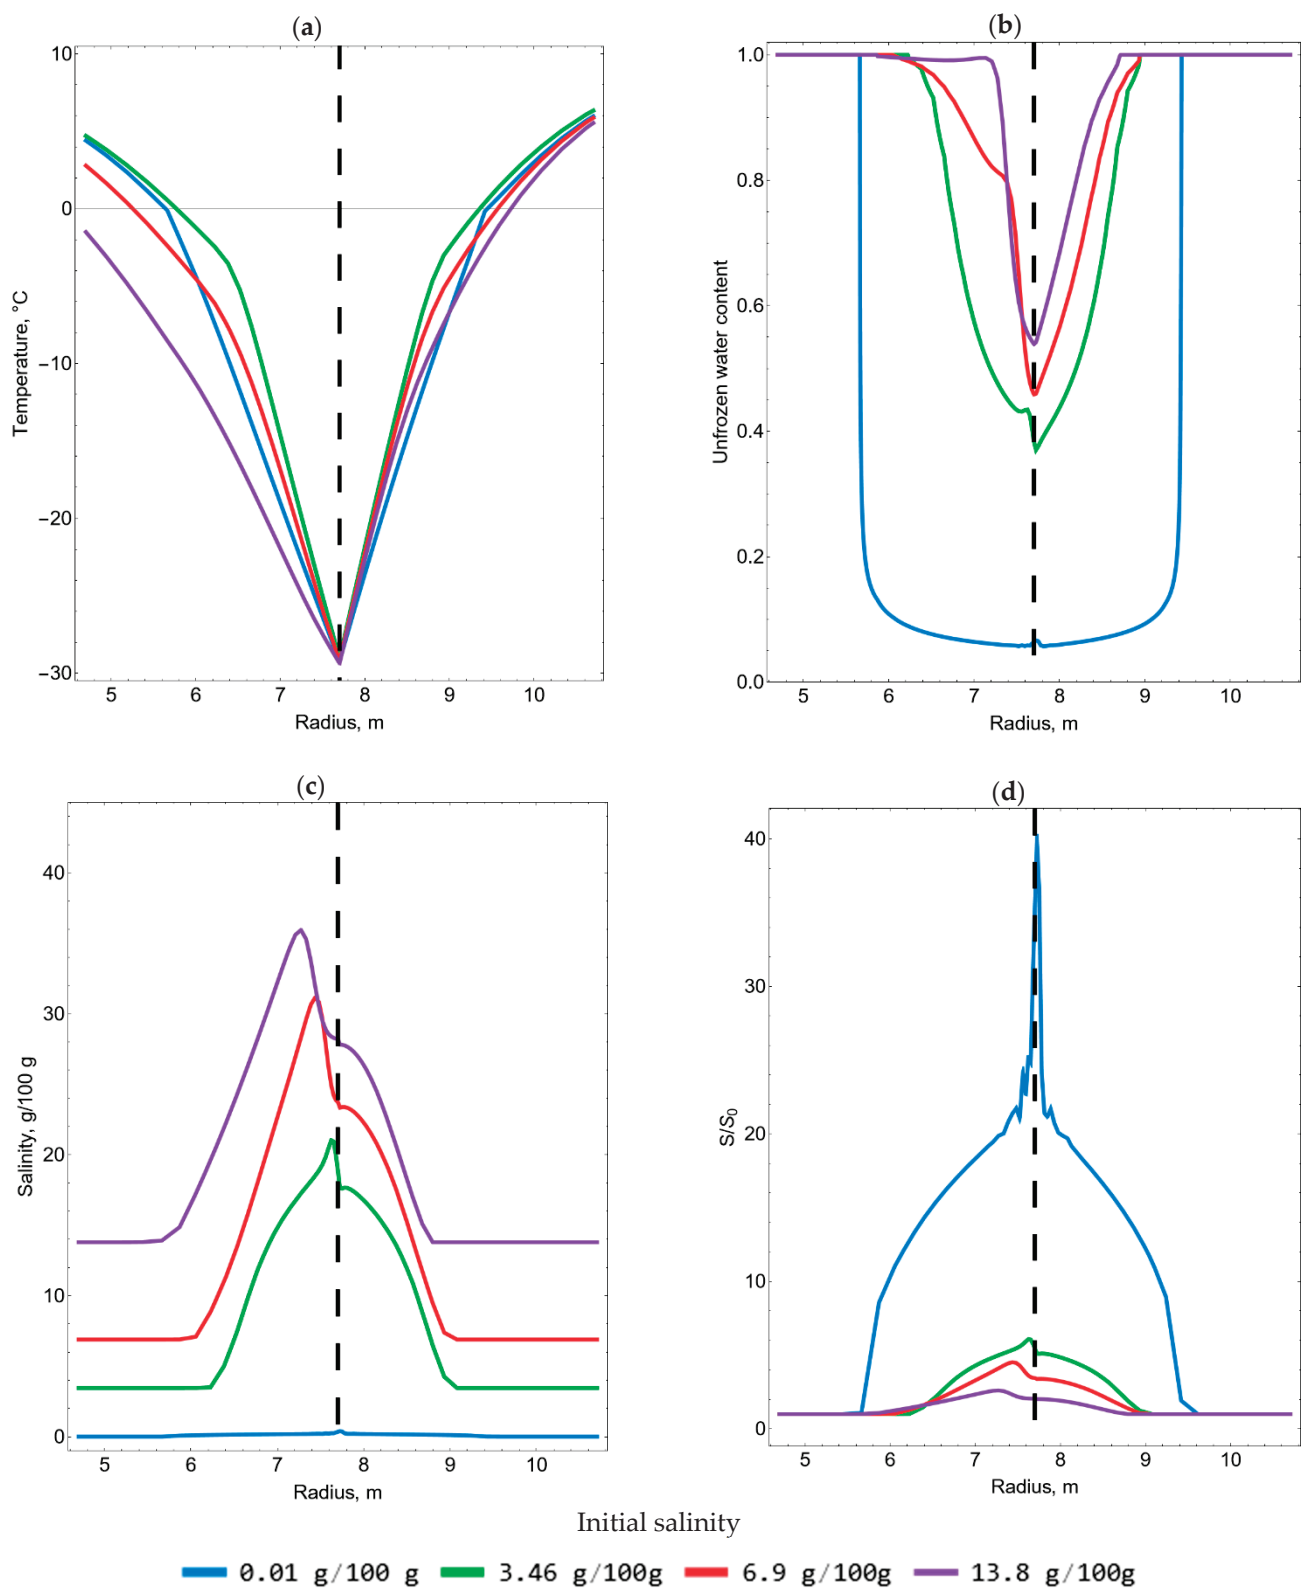 (a)
10
0
−10
−20
−30
Temperature, °C
5 6 7 8 9 10
Radius, m
(b)
1.0
0.8
0.6
0.4
0.2
0.0
Unfrozen water content
5 6 7 8 9 10
Radius, m
(c)
40
30
20
10
0
Salinity, g/100 g
5 6 7 8 9 10
Radius, m
(d)
40
30
20
10
0
S/S₀
5 6 7 8 9 10
Radius, m
Initial salinity
0.01 g/100 g 3.46 g/100g 6.9 g/100g 13.8 g/100g